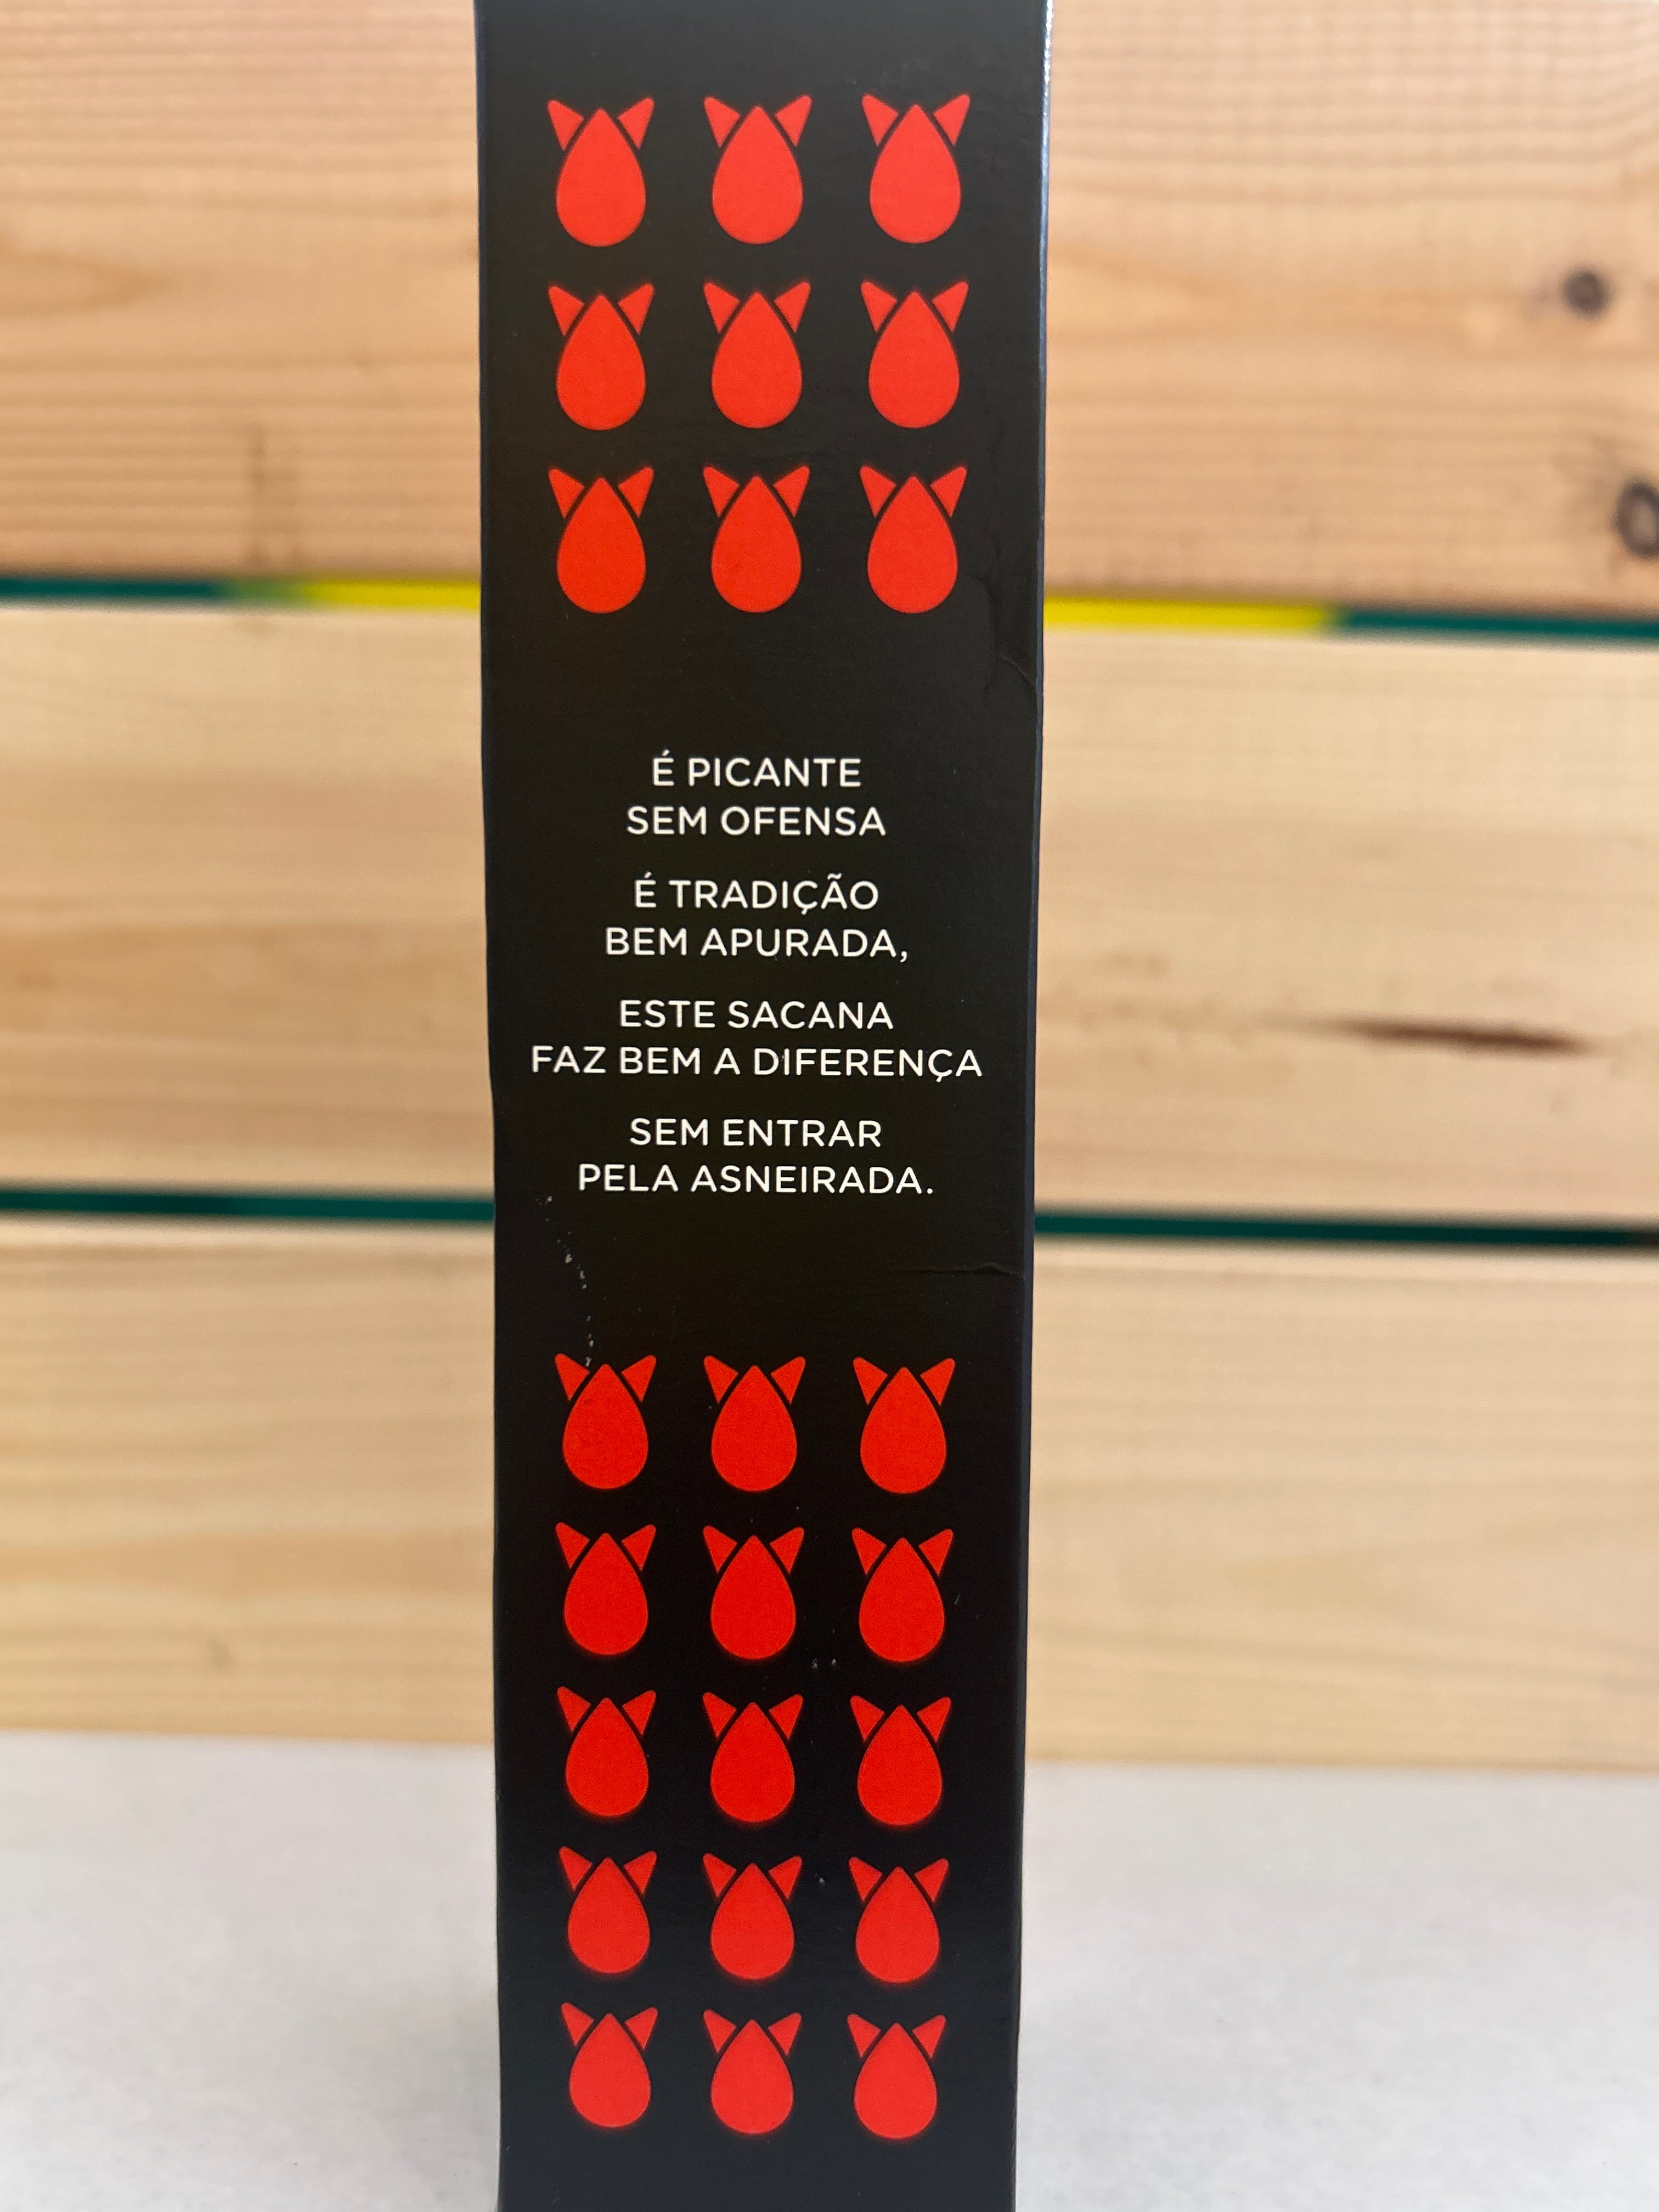 É PICANTE
SEM OFENSA
É TRADIÇÃO
BEM APURADA,
ESTE SACANA
FAZ BEM A DIFERENÇA
SEM ENTRAR
PELA ASNEIRADA.